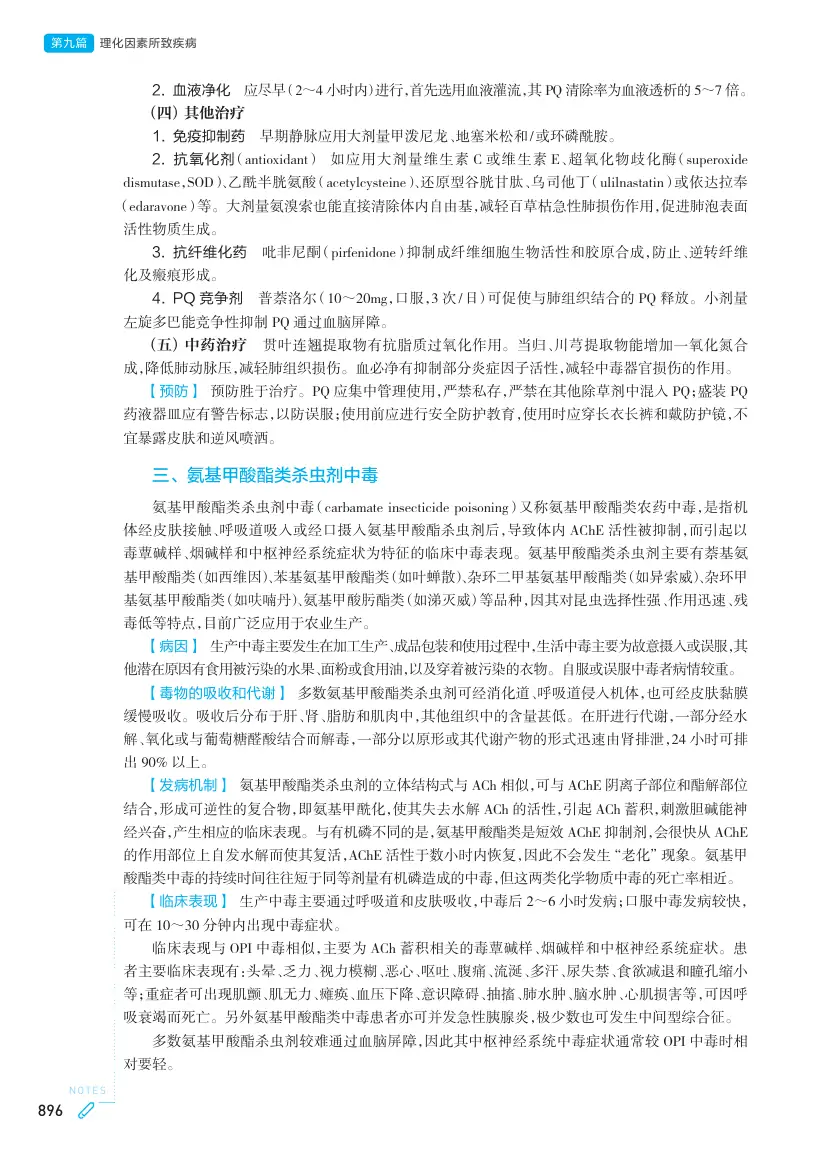 第九篇 理化因素所致疾病
2. 血液净化 应尽早（2～4 小时内）进行，首先选用血液灌流，其 PQ 清除率为血液透析的 5～7 倍。
（四）其他治疗
1. 免疫抑制药 早期静脉应用大剂量甲泼尼龙、地塞米松和/或环磷酰胺。
2. 抗氧化剂（antioxidant） 如应用大剂量维生素 C 或维生素 E、超氧化物歧化酶（superoxide
dismutase，SOD）、乙酰半胱氨酸（acetylcysteine）、还原型谷胱甘肽、乌司他丁（ulilnastatin）或依达拉奉
（edaravone）等。大剂量氨溴索也能直接清除体内自由基，减轻百草枯急性肺损伤作用，促进肺泡表面
活性物质生成。
3. 抗纤维化药 吡非尼酮（pirfenidone）抑制成纤维细胞生物活性和胶原合成，防止、逆转纤维
化及瘢痕形成。
4. PQ 竞争剂 普萘洛尔（10～20mg，口服，3 次/日）可促使与肺组织结合的 PQ 释放。小剂量
左旋多巴能竞争性抑制 PQ 通过血脑屏障。
（五）中药治疗 贯叶连翘提取物有抗脂质过氧化作用。当归、川芎提取物能增加一氧化氮合
成，降低肺动脉压，减轻肺组织损伤。血必净有抑制部分炎症因子活性，减轻中毒器官损伤的作用。
【预防】 预防胜于治疗。PQ 应集中管理使用，严禁私存，严禁在其他除草剂中混入 PQ；盛装 PQ
药液器皿应有警告标志，以防误服；使用前应进行安全防护教育，使用时应穿长衣长裤和戴防护镜，不
宜暴露皮肤和逆风喷洒。
三、氨基甲酸酯类杀虫剂中毒
氨基甲酸酯类杀虫剂中毒（carbamate insecticide poisoning）又称氨基甲酸酯类农药中毒，是指机
体经皮肤接触、呼吸道吸入或经口摄入氨基甲酸酯杀虫剂后，导致体内 AChE 活性被抑制，而引起以
毒蕈碱样、烟碱样和中枢神经系统症状为特征的临床中毒表现。氨基甲酸酯类杀虫剂主要有萘基氨
基甲酸酯类（如西维因）、苯基氨基甲酸酯类（如叶蝉散）、杂环二甲基氨基甲酸酯类（如异索威）、杂环甲
基氨基甲酸酯类（如呋喃丹）、氨基甲酸肟酯类（如涕灭威）等品种，因其对昆虫选择性强、作用迅速、残
毒低等特点，目前广泛应用于农业生产。
【病因】 生产中毒主要发生在加工生产、成品包装和使用过程中，生活中毒主要为故意摄入或误服，其
他潜在原因有食用被污染的水果、面粉或食用油，以及穿着被污染的衣物。自服或误服中毒者病情较重。
【毒物的吸收和代谢】 多数氨基甲酸酯类杀虫剂可经消化道、呼吸道侵入机体，也可经皮肤黏膜
缓慢吸收。吸收后分布于肝、肾、脂肪和肌肉中，其他组织中的含量甚低。在肝进行代谢，一部分经水
解、氧化或与葡萄糖醛酸结合而解毒，一部分以原形或其代谢产物的形式迅速由肾排泄，24 小时可排
出 90% 以上。
【发病机制】 氨基甲酸酯类杀虫剂的立体结构式与 ACh 相似，可与 AChE 阴离子部位和酯解部位
结合，形成可逆性的复合物，即氨基甲酰化，使其失去水解 ACh 的活性，引起 ACh 蓄积，刺激胆碱能神
经兴奋，产生相应的临床表现。与有机磷不同的是，氨基甲酸酯类是短效 AChE 抑制剂，会很快从 AChE
的作用部位上自发水解而使其复活，AChE 活性于数小时内恢复，因此不会发生“老化”现象。氨基甲
酸酯类中毒的持续时间往往短于同等剂量有机磷造成的中毒，但这两类化学物质中毒的死亡率相近。
【临床表现】 生产中毒主要通过呼吸道和皮肤吸收，中毒后 2～6 小时发病；口服中毒发病较快，
可在 10～30 分钟内出现中毒症状。
临床表现与 OPI 中毒相似，主要为 ACh 蓄积相关的毒蕈碱样、烟碱样和中枢神经系统症状。患
者主要临床表现有：头晕、乏力、视力模糊、恶心、呕吐、腹痛、流涎、多汗、尿失禁、食欲减退和瞳孔缩小
等；重症者可出现肌颤、肌无力、瘫痪、血压下降、意识障碍、抽搐、肺水肿、脑水肿、心肌损害等，可因呼
吸衰竭而死亡。另外氨基甲酸酯类中毒患者亦可并发急性胰腺炎，极少数也可发生中间型综合征。
多数氨基甲酸酯杀虫剂较难通过血脑屏障，因此其中枢神经系统中毒症状通常较 OPI 中毒时相
对要轻。
NOTES
896